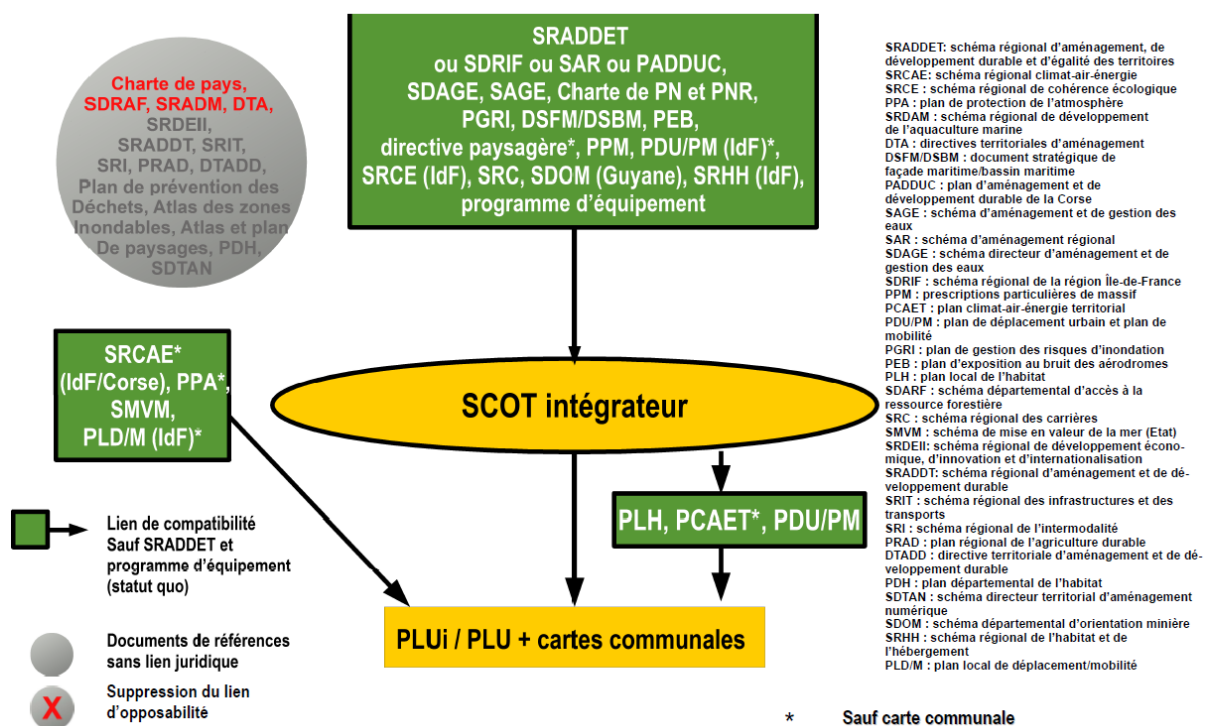 SRADDET
ou SDRIF ou SAR ou PADDUC,
SDAGE, SAGE, Charte de PN et PNR,
PGRI, DSFM/DSBM, PEB,
directive paysagère*, PPM, PDU/PM (IdF)*,
SRCE (IdF), SRC, SDOM (Guyane), SRHH (IdF),
programme d'équipement
Charte de pays,
SDRAF, SRADM, DTA,
SRDEII,
SRADDT, SRIT,
SRI, PRAD, DTADD,
Plan de prévention des
Déchets, Atlas des zones
Inondables, Atlas et plan
De paysages, PDH,
SDTAN
SRCAE*
(IdF/Corse), PPA*,
SMVM,
PLD/M (IdF)*
SCOT intégrateur
PLH, PCAET*, PDU/PM
PLUi / PLU + cartes communales
Lien de compatibilité
Sauf SRADDET et
programme d'équipement
(statut quo)
Documents de références
sans lien juridique
X
Suppression du lien
d'opposabilité
SRADDET: schéma régional d'aménagement, de
développement durable et d'égalité des territoires
SRCAE: schéma régional climat-air-énergie
SRCE : schéma régional de cohérence écologique
PPA : plan de protection de l'atmosphère
SRDAM : schéma régional de développement
de l'aquaculture marine
DTA : directives territoriales d'aménagement
DSFM/DSBM : document stratégique de
façade maritime/bassin maritime
PADDUC : plan d'aménagement et de
développement durable de la Corse
SAGE : schéma d'aménagement et de gestion des
eaux
SAR : schéma d'aménagement régional
SDAGE : schéma directeur d'aménagement et de
gestion des eaux
SDRIF : schéma régional de la région Île-de-France
PPM : prescriptions particulières de massif
PCAET : plan climat-air-énergie territorial
PDU/PM : plan de déplacement urbain et plan de
mobilité
PGRI : plan de gestion des risques d'inondation
PEB : plan d'exposition au bruit des aérodromes
PLH : plan local de l'habitat
SDARF : schéma départemental d'accès à la
ressource forestière
SRC : schéma régional des carrières
SMVM : schéma de mise en valeur de la mer (Etat)
SRDEII: schéma régional de développement écono-
mique, d'innovation et d'internationalisation
SRADDT: schéma régional d'aménagement et de dé-
veloppement durable
SRIT : schéma régional des infrastructures et des
transports
SRI : schéma régional de l'intermodalité
PRAD : plan régional de l'agriculture durable
DTADD : directive territoriale d'aménagement et de dé-
veloppement durable
PDH : plan départemental de l'habitat
SDTAN : schéma directeur territorial d'aménagement
numérique
SDOM : schéma départemental d'orientation minière
SRHH : schéma régional de l'habitat et de
l'hébergement
PLD/M : plan local de déplacement/mobilité
* Sauf carte communale